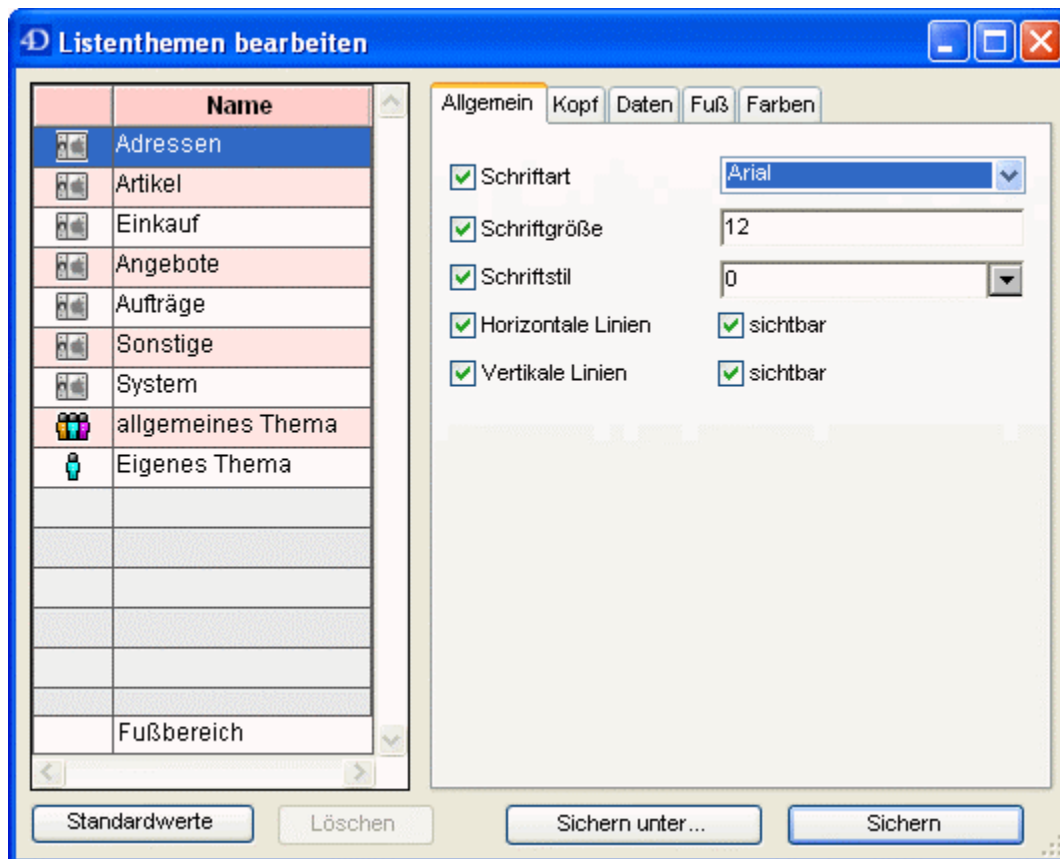 4D Listenthemen bearbeiten
Name
Adressen
Artikel
Einkauf
Angebote
Aufträge
Sonstige
System
allgemeines Thema
Eigenes Thema
Fußbereich
Allgemein Kopf Daten Fuß Farben
Schriftart Arial
Schriftgröße 12
Schriftstil 0
Horizontale Linien sichtbar
Vertikale Linien sichtbar
Standardwerte Löschen Sichern unter... Sichern